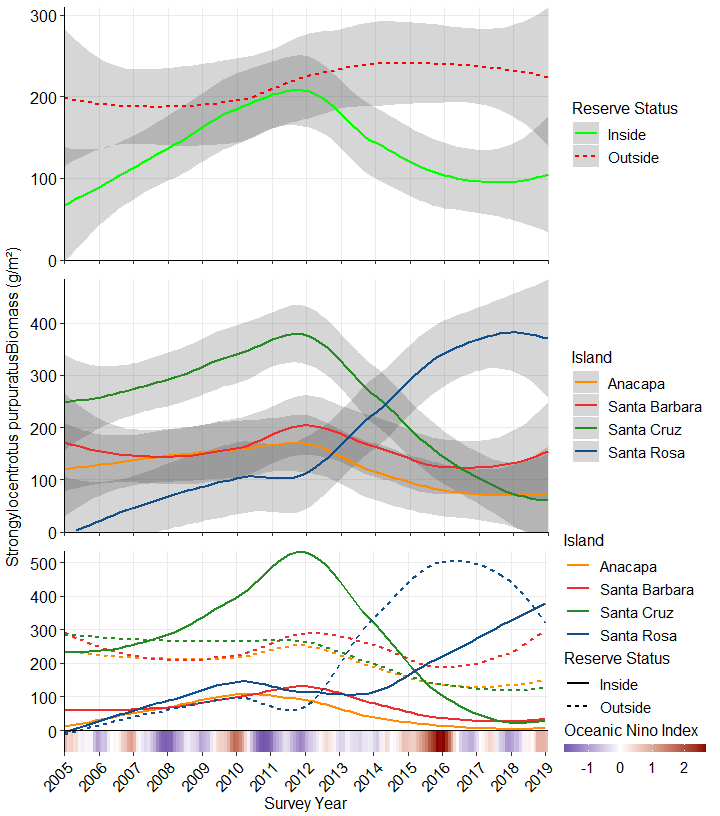 Strongylocentrotus purpuratusBiomass (g/m²)
300
200
100
0
Reserve Status
Inside
Outside
400
300
200
100
0
Island
Anacapa
Santa Barbara
Santa Cruz
Santa Rosa
500
400
300
200
100
0
Island
Anacapa
Santa Barbara
Santa Cruz
Santa Rosa
Reserve Status
Inside
Outside
Oceanic Nino Index
-1 0 1 2
2005 2006 2007 2008 2009 2010 2011 2012 2013 2014 2015 2016 2017 2018 2019
Survey Year